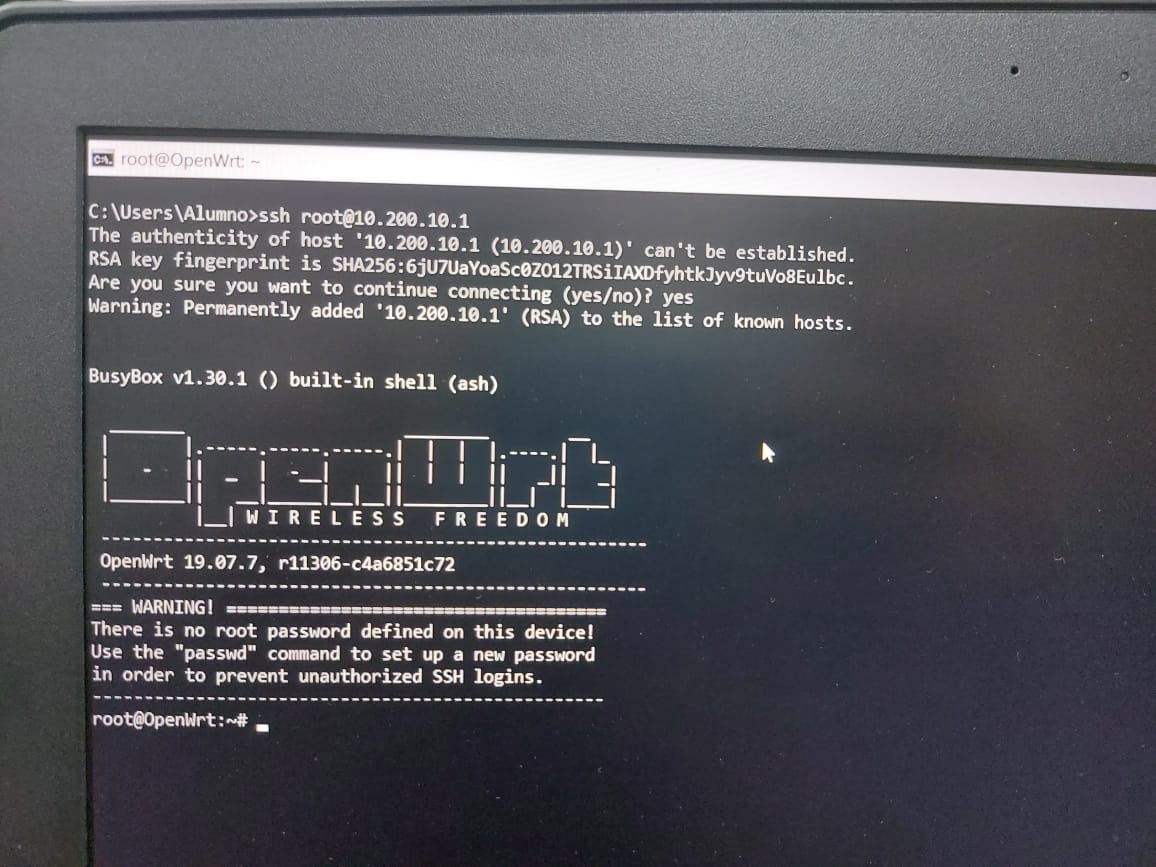 root@OpenWrt: ~
C:\Users\Alumno>ssh root@10.200.10.1
The authenticity of host '10.200.10.1 (10.200.10.1)' can't be established.
RSA key fingerprint is SHA256:6jU7UaYoaSc0ZO12TRSiIAXDfyhtkJyv9tuVo8Eulbc.
Are you sure you want to continue connecting (yes/no)? yes
Warning: Permanently added '10.200.10.1' (RSA) to the list of known hosts.
BusyBox v1.30.1 () built-in shell (ash)
OpenWrt
W I R E L E S S   F R E E D O M
-----------------------------------------------------
OpenWrt 19.07.7, r11306-c4a6851c72
-----------------------------------------------------
=== WARNING! =====================================
There is no root password defined on this device!
Use the "passwd" command to set up a new password
in order to prevent unauthorized SSH logins.
--------------------------------------------------
root@OpenWrt:~#